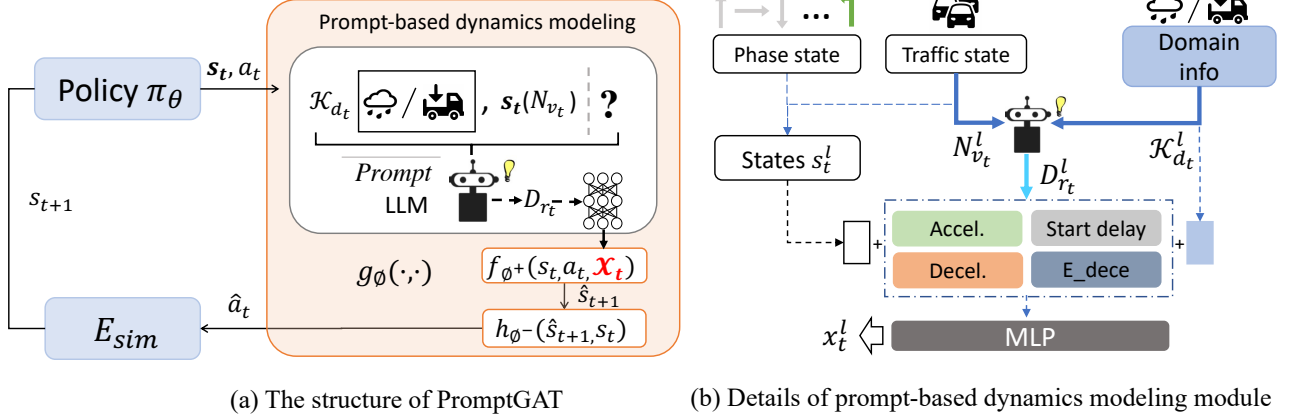 Prompt-based dynamics modeling
Policy π_θ
s_t, a_t
𝒦_{d_t} / , s_t(N_{v_t}) ?
Prompt
LLM
D_{r_t}
s_{t+1}
g_∅(·,·)
f_{∅+}(s_t, a_t, X_t)
ŝ_{t+1}
h_{∅−}(ŝ_{t+1}, s_t)
â_t
E_{sim}
(a) The structure of PromptGAT
...
/
Phase state
Traffic state
Domain
info
N_{v_t}^l
𝒦_{d_t}^l
States s_t^l
D_{r_t}^l
Accel.
Start delay
+
+
Decel.
E_dece
x_t^l
MLP
(b) Details of prompt-based dynamics modeling module